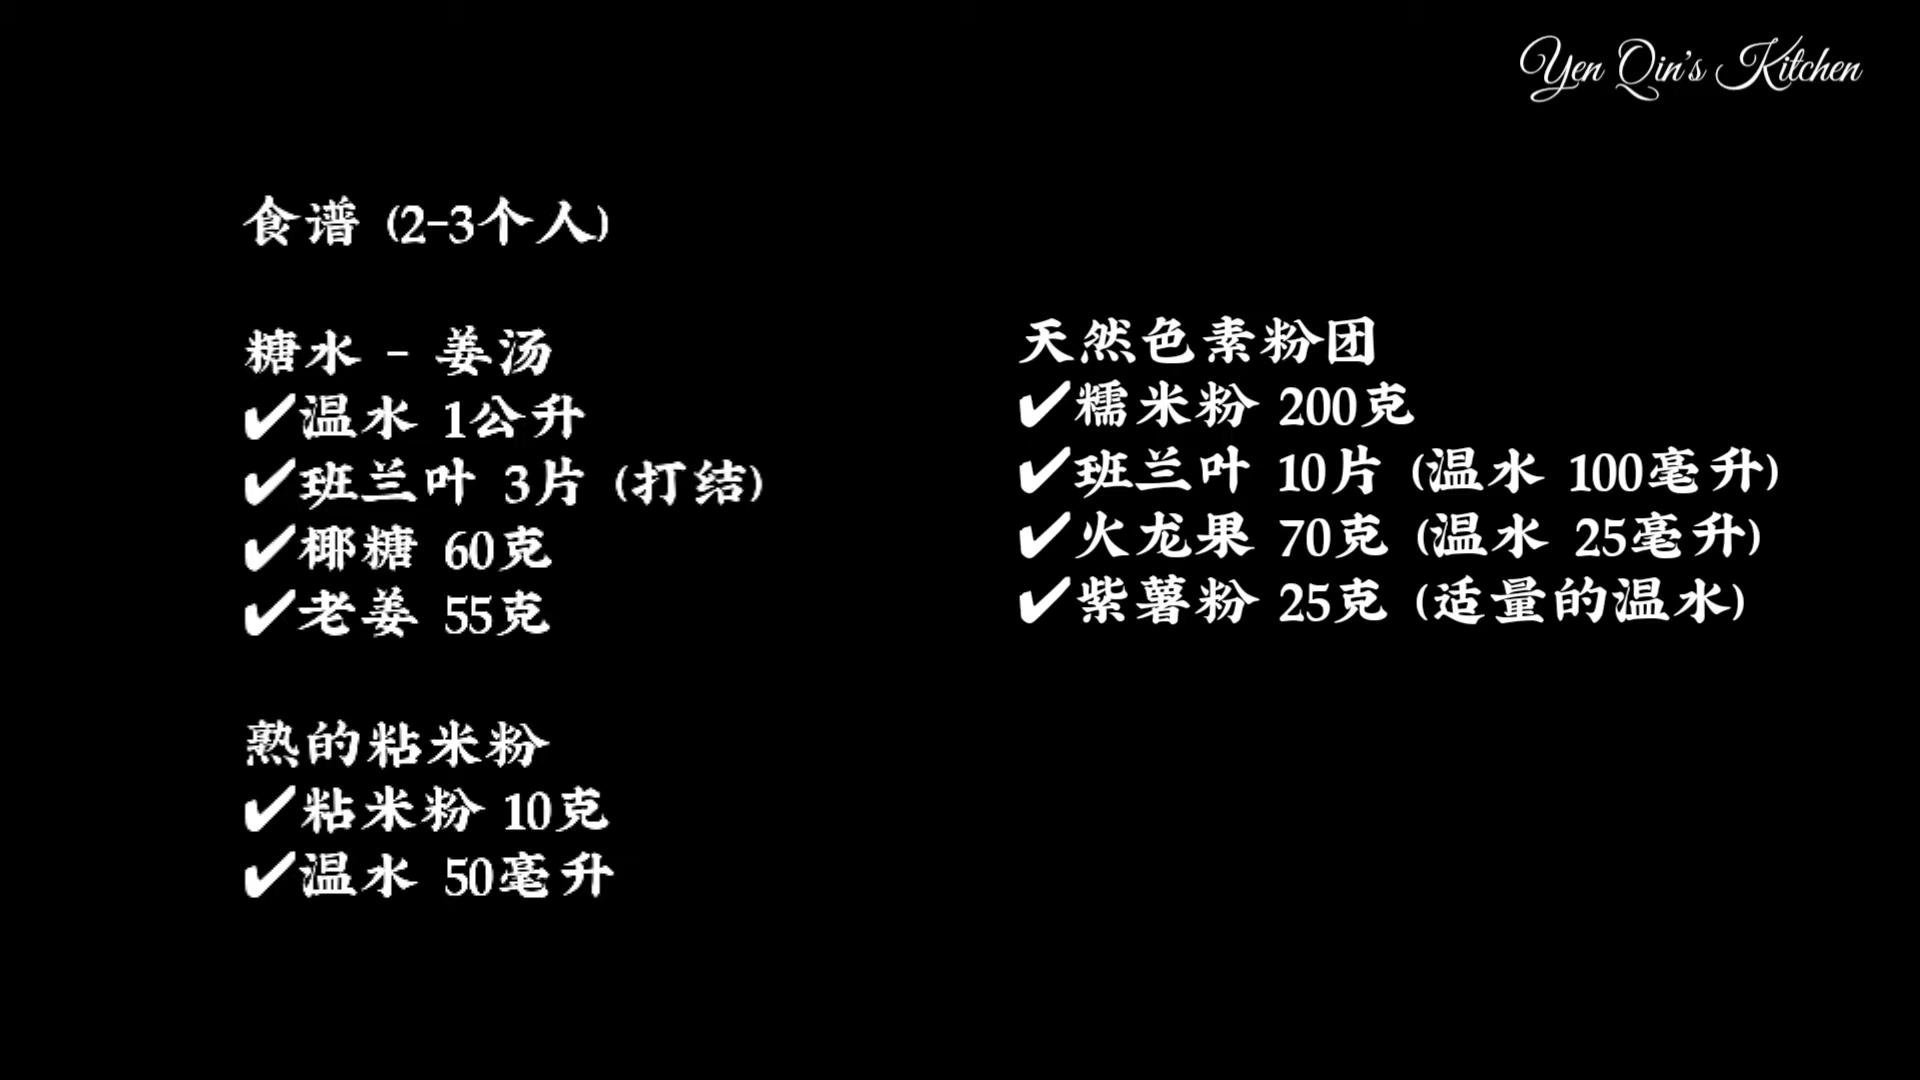 Yen Qin's Kitchen
食谱 (2-3个人)
糖水 - 姜汤
✔温水 1公升
✔班兰叶 3片 (打结)
✔椰糖 60克
✔老姜 55克
熟的粘米粉
✔粘米粉 10克
✔温水 50毫升
天然色素粉团
✔糯米粉 200克
✔班兰叶 10片 (温水 100毫升)
✔火龙果 70克 (温水 25毫升)
✔紫薯粉 25克 (适量的温水)